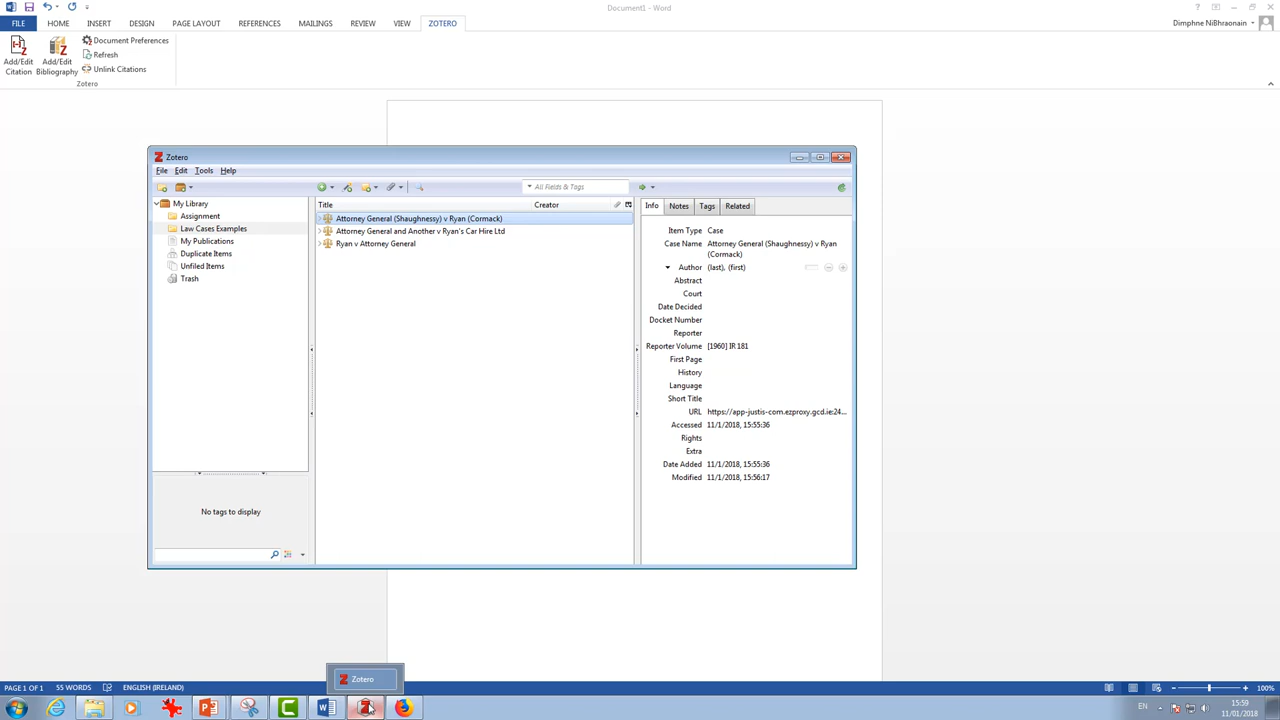 Document1 - Word
FILE HOME INSERT DESIGN PAGE LAYOUT REFERENCES MAILINGS REVIEW VIEW ZOTERO
Dimphne NiBhraonain
Add/Edit Citation
Add/Edit Bibliography
Document Preferences
Refresh
Unlink Citations
Zotero
Zotero
File Edit Tools Help
All Fields & Tags
My Library
Assignment
Law Cases Examples
My Publications
Duplicate Items
Unfiled Items
Trash
No tags to display
Title Creator
Attorney General (Shaughnessy) v Ryan (Cormack)
Attorney General and Another v Ryan's Car Hire Ltd
Ryan v Attorney General
Info Notes Tags Related
Item Type Case
Case Name Attorney General (Shaughnessy) v Ryan
(Cormack)
Author (last), (first)
Abstract
Court
Date Decided
Docket Number
Reporter
Reporter Volume [1960] IR 181
First Page
History
Language
Short Title
URL https://app-justis-com.ezproxy.gcd.ie:24...
Accessed 11/1/2018, 15:55:36
Rights
Extra
Date Added 11/1/2018, 15:55:36
Modified 11/1/2018, 15:56:17
Zotero
PAGE 1 OF 1 55 WORDS ENGLISH (IRELAND)
100%
EN
15:59
11/01/2018